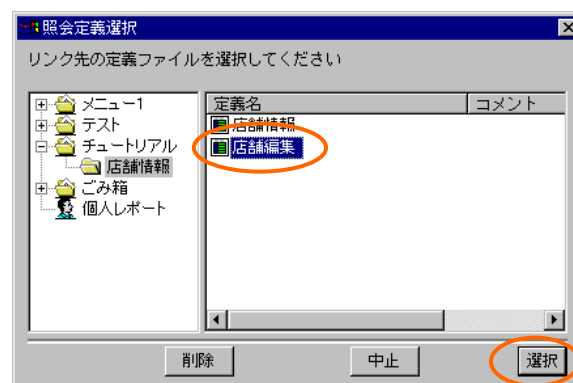 照会定義選択
リンク先の定義ファイルを選択してください
メニュー1
テスト
チュートリアル
店舗情報
ごみ箱
個人レポート
定義名 コメント
店舗情報
店舗編集
削除 中止 選択